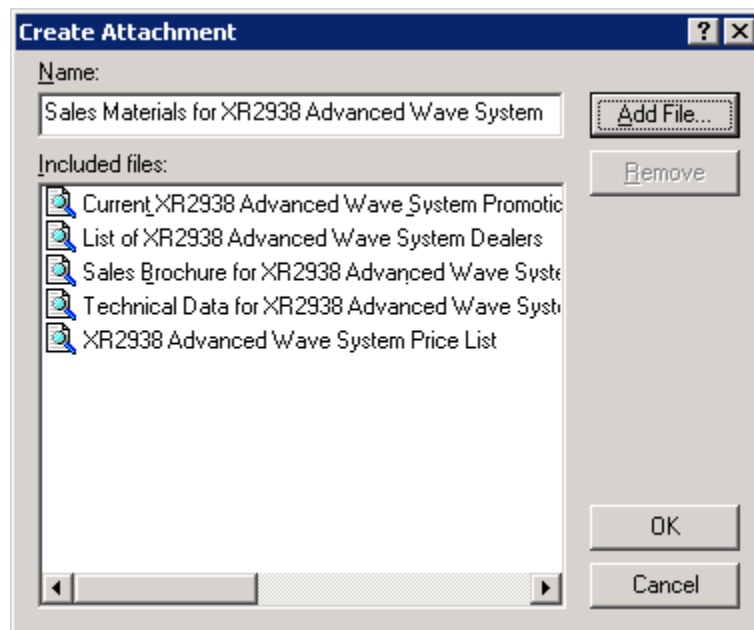 Create Attachment
Name:
Sales Materials for XR2938 Advanced Wave System
Add File...
Included files:
Remove
Current XR2938 Advanced Wave System Promotic
List of XR2938 Advanced Wave System Dealers
Sales Brochure for XR2938 Advanced Wave Syste
Technical Data for XR2938 Advanced Wave Syst
XR2938 Advanced Wave System Price List
OK
Cancel